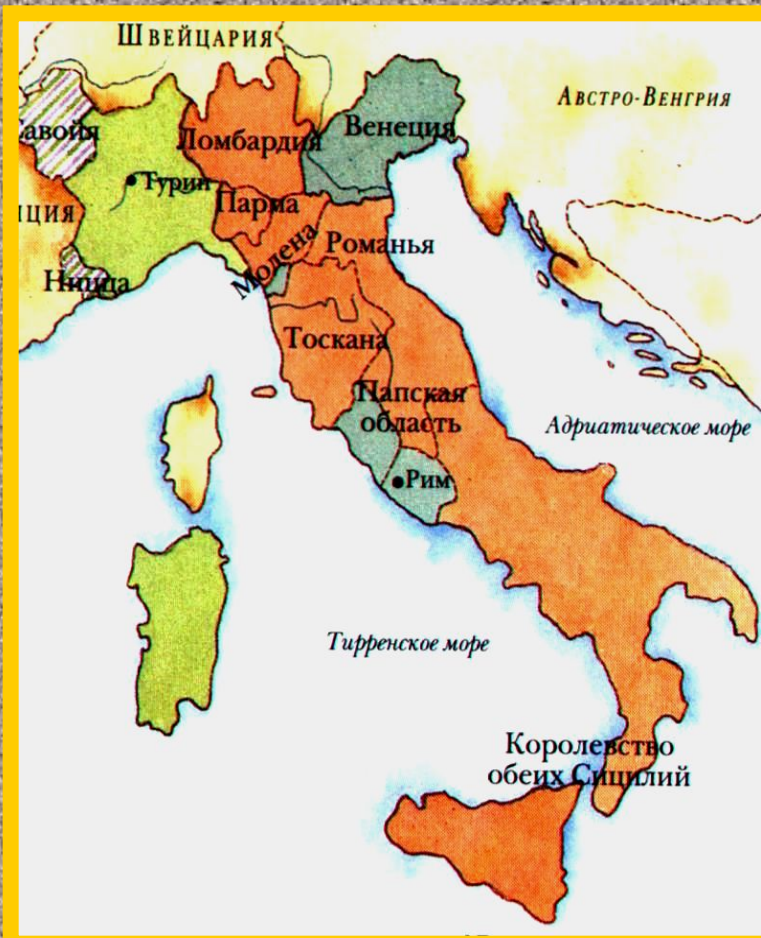 ШВЕЙЦАРИЯ
АВСТРО-ВЕНГРИЯ
авойя
Ломбардия
Венеция
Турин
Парма
ЦИЯ
Модена
Романья
Ницца
Тоскана
Папская
область
Адриатическое море
Рим
Тирренское море
Королевство
обеих Сицилий